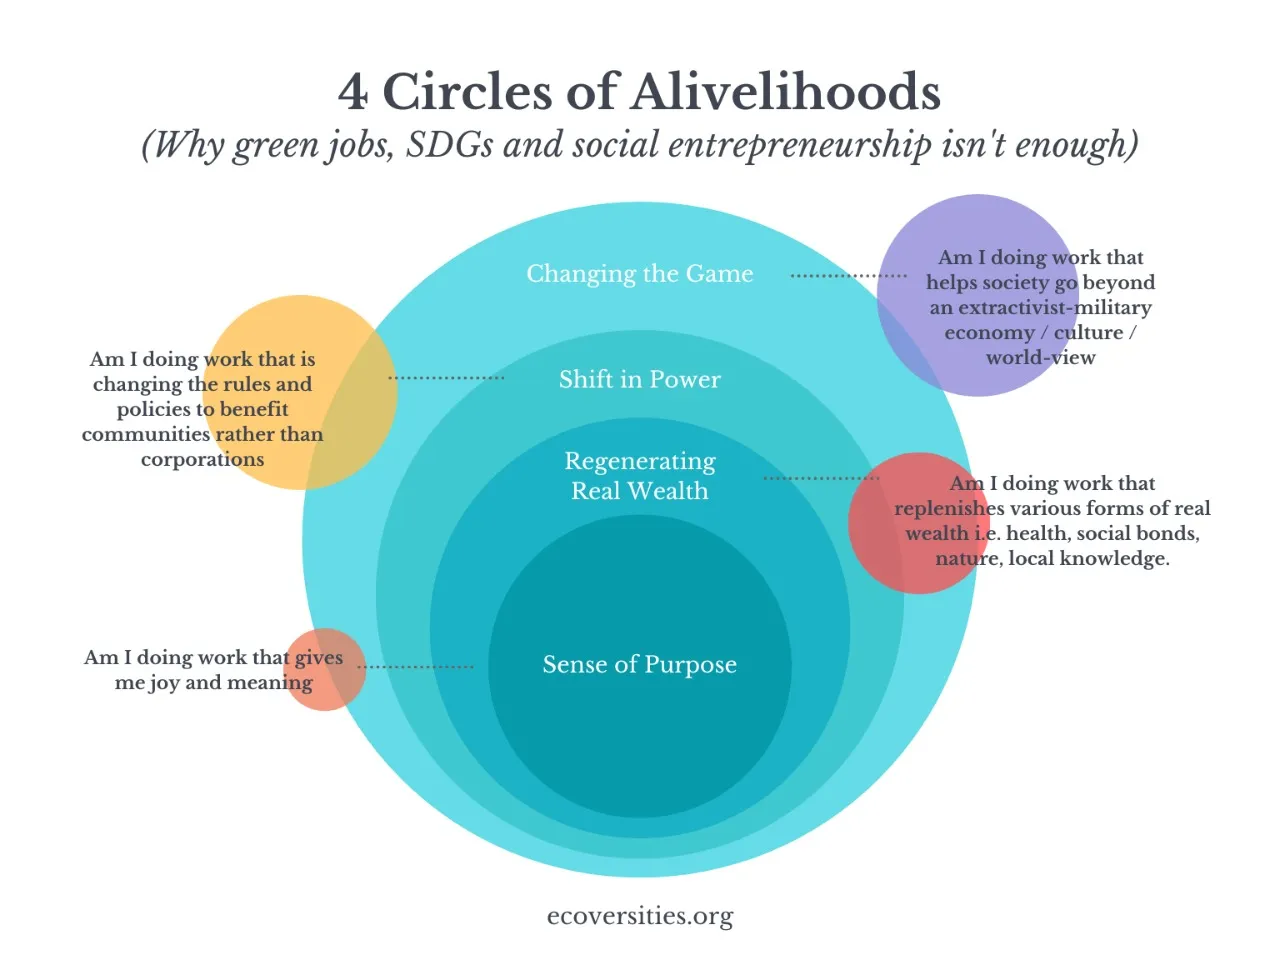 4 Circles of Alivelihoods
(Why green jobs, SDGs and social entrepreneurship isn't enough)
Changing the Game
Am I doing work that
helps society go beyond
an extractivist-military
economy / culture /
world-view
Shift in Power
Am I doing work that is
changing the rules and
policies to benefit
communities rather than
corporations
Regenerating
Real Wealth
Am I doing work that
replenishes various forms of real
wealth i.e. health, social bonds,
nature, local knowledge.
Sense of Purpose
Am I doing work that gives
me joy and meaning
ecoversities.org